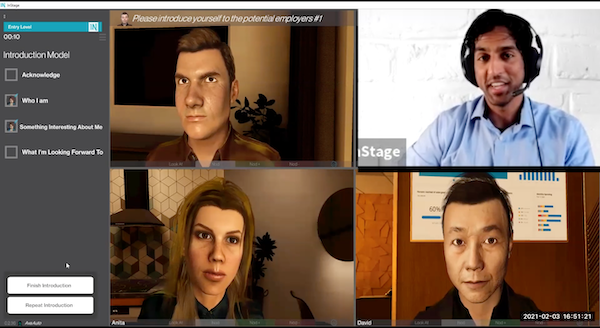 InStage
Entry Level
IN
00:10
Introduction Model
Acknowledge
Who I am
Something Interesting About Me
What I'm Looking Forward To
Finish Introduction
Repeat Introduction
Please introduce yourself to the potential employers #1
nStage
Anita
60%
David
2021-02-03 16:51:21